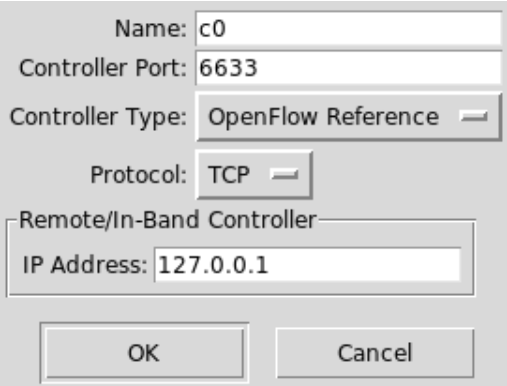 Name: c0
Controller Port: 6633
Controller Type: OpenFlow Reference
Protocol: TCP
Remote/In-Band Controller
IP Address: 127.0.0.1
OK Cancel